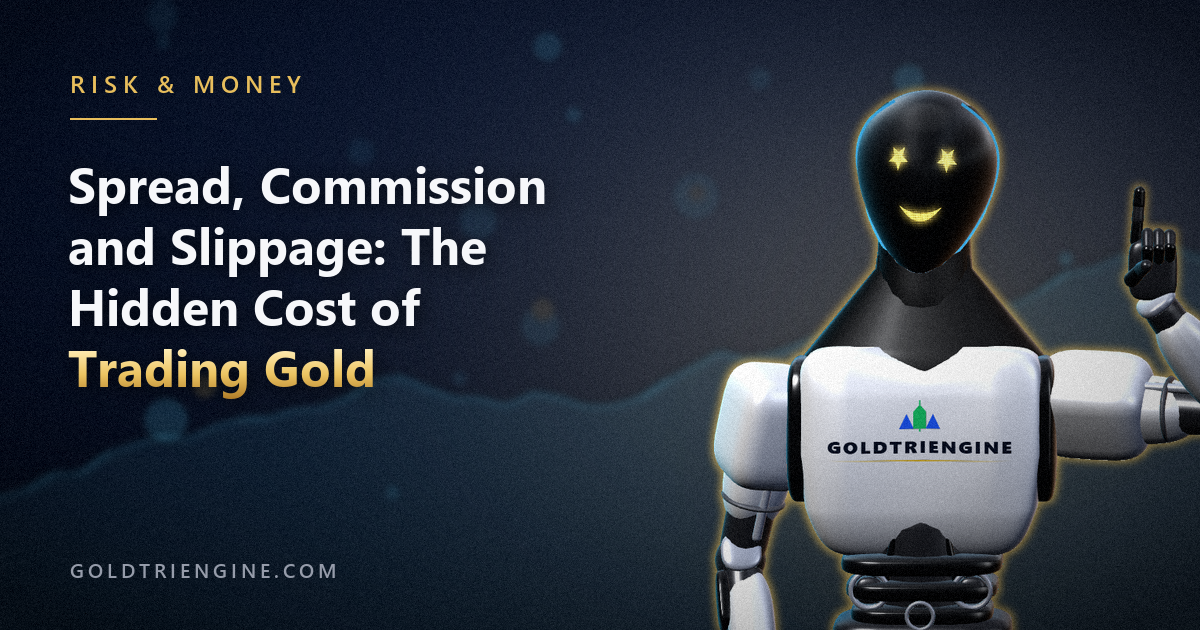 RISK & MONEY
Spread, Commission
and Slippage: The
Hidden Cost of
Trading Gold
GOLDTRIENGINE
GOLDTRIENGINE.COM